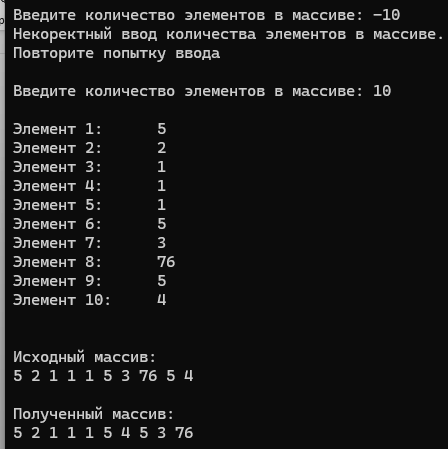 Введите количество элементов в массиве: -10
Некоректный ввод количества элементов в массиве.
Повторите попытку ввода
Введите количество элементов в массиве: 10
Элемент 1: 5
Элемент 2: 2
Элемент 3: 1
Элемент 4: 1
Элемент 5: 1
Элемент 6: 5
Элемент 7: 3
Элемент 8: 76
Элемент 9: 5
Элемент 10: 4
Исходный массив:
5 2 1 1 1 5 3 76 5 4
Полученный массив:
5 2 1 1 1 5 4 5 3 76